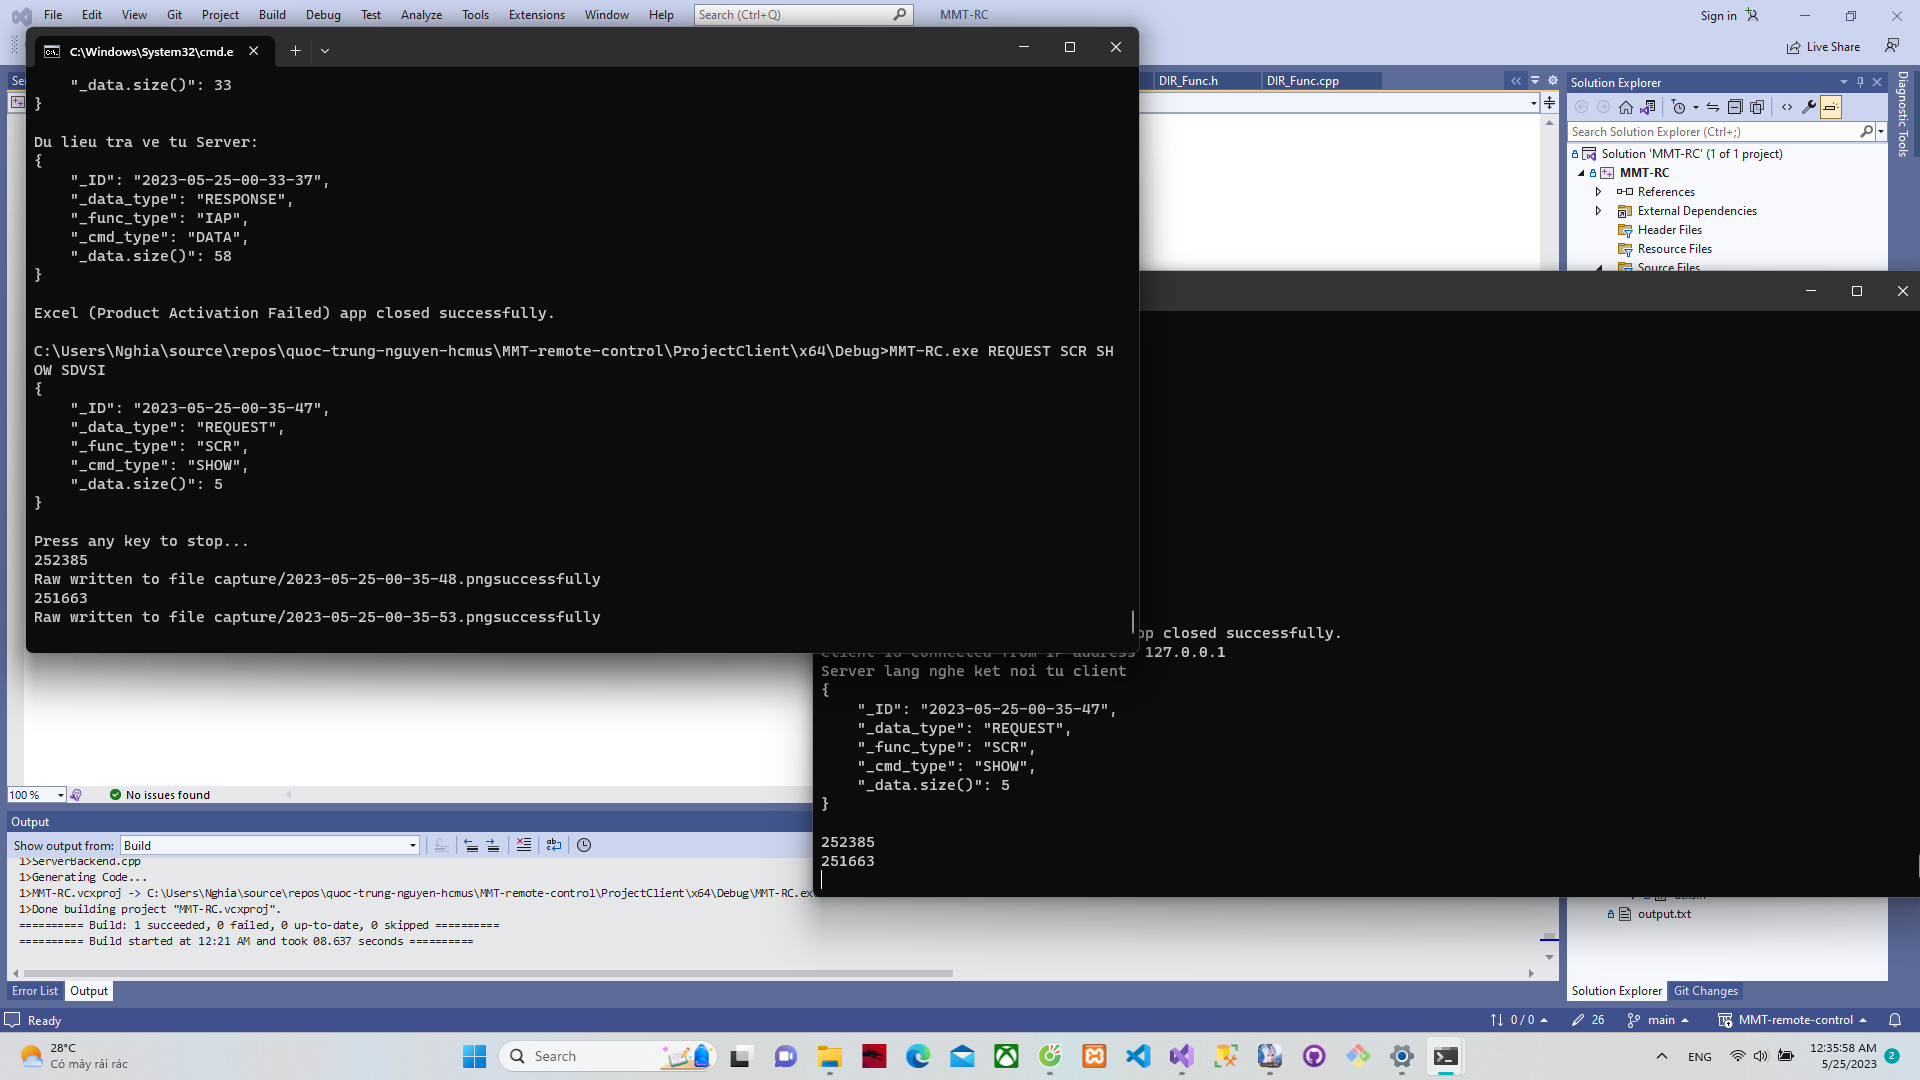 File Edit View Git Project Build Debug Test Analyze Tools Extensions Window Help Search (Ctrl+Q) MMT-RC Sign in
Live Share
C:\Windows\System32\cmd.e
DIR_Func.h DIR_Func.cpp
"_data.size()": 33
}
Du lieu tra ve tu Server:
{
"_ID": "2023-05-25-00-33-37",
"_data_type": "RESPONSE",
"_func_type": "IAP",
"_cmd_type": "DATA",
"_data.size()": 58
}
Excel (Product Activation Failed) app closed successfully.
C:\Users\Nghia\source\repos\quoc-trung-nguyen-hcmus\MMT-remote-control\ProjectClient\x64\Debug>MMT-RC.exe REQUEST SCR SH
OW SDVSI
{
"_ID": "2023-05-25-00-35-47",
"_data_type": "REQUEST",
"_func_type": "SCR",
"_cmd_type": "SHOW",
"_data.size()": 5
}
Press any key to stop...
252385
Raw written to file capture/2023-05-25-00-35-48.pngsuccessfully
251663
Raw written to file capture/2023-05-25-00-35-53.pngsuccessfully
Solution Explorer
Search Solution Explorer (Ctrl+;)
Solution 'MMT-RC' (1 of 1 project)
MMT-RC
References
External Dependencies
Header Files
Resource Files
Source Files
Diagnostic Tools
app closed successfully.
Client is connected from IP address 127.0.0.1
Server lang nghe ket noi tu client
{
"_ID": "2023-05-25-00-35-47",
"_data_type": "REQUEST",
"_func_type": "SCR",
"_cmd_type": "SHOW",
"_data.size()": 5
}
252385
251663
output.txt
100 % No issues found
Output
Show output from: Build
1>ServerBackend.cpp
1>Generating Code...
1>MMT-RC.vcxproj -> C:\Users\Nghia\source\repos\quoc-trung-nguyen-hcmus\MMT-remote-control\ProjectClient\x64\Debug\MMT-RC.ex
1>Done building project "MMT-RC.vcxproj".
========== Build: 1 succeeded, 0 failed, 0 up-to-date, 0 skipped ==========
========== Build started at 12:21 AM and took 08.637 seconds ==========
Error List Output
Solution Explorer Git Changes
Ready 0 / 0 26 main MMT-remote-control
28°C
Có mây rải rác
Search
ENG
12:35:58 AM
5/25/2023
2